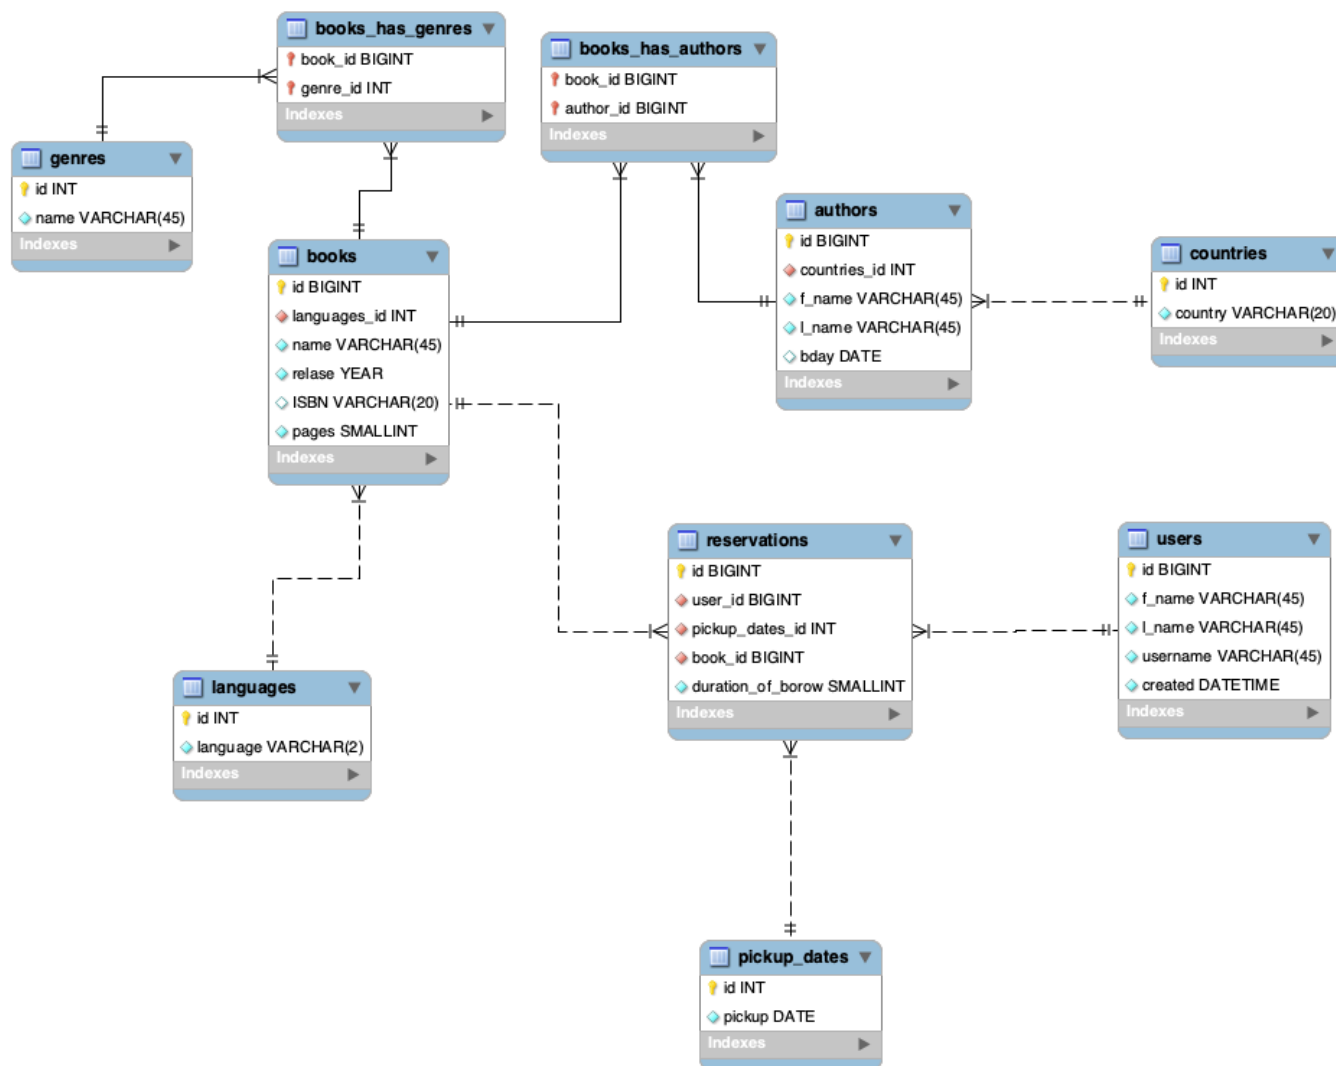 books_has_genres
book_id BIGINT
genre_id INT
Indexes
books_has_authors
book_id BIGINT
author_id BIGINT
Indexes
genres
id INT
name VARCHAR(45)
Indexes
authors
id BIGINT
countries_id INT
f_name VARCHAR(45)
l_name VARCHAR(45)
bday DATE
Indexes
countries
id INT
country VARCHAR(20)
Indexes
books
id BIGINT
languages_id INT
name VARCHAR(45)
relase YEAR
ISBN VARCHAR(20)
pages SMALLINT
Indexes
reservations
id BIGINT
user_id BIGINT
pickup_dates_id INT
book_id BIGINT
duration_of_borow SMALLINT
Indexes
users
id BIGINT
f_name VARCHAR(45)
l_name VARCHAR(45)
username VARCHAR(45)
created DATETIME
Indexes
languages
id INT
language VARCHAR(2)
Indexes
pickup_dates
id INT
pickup DATE
Indexes